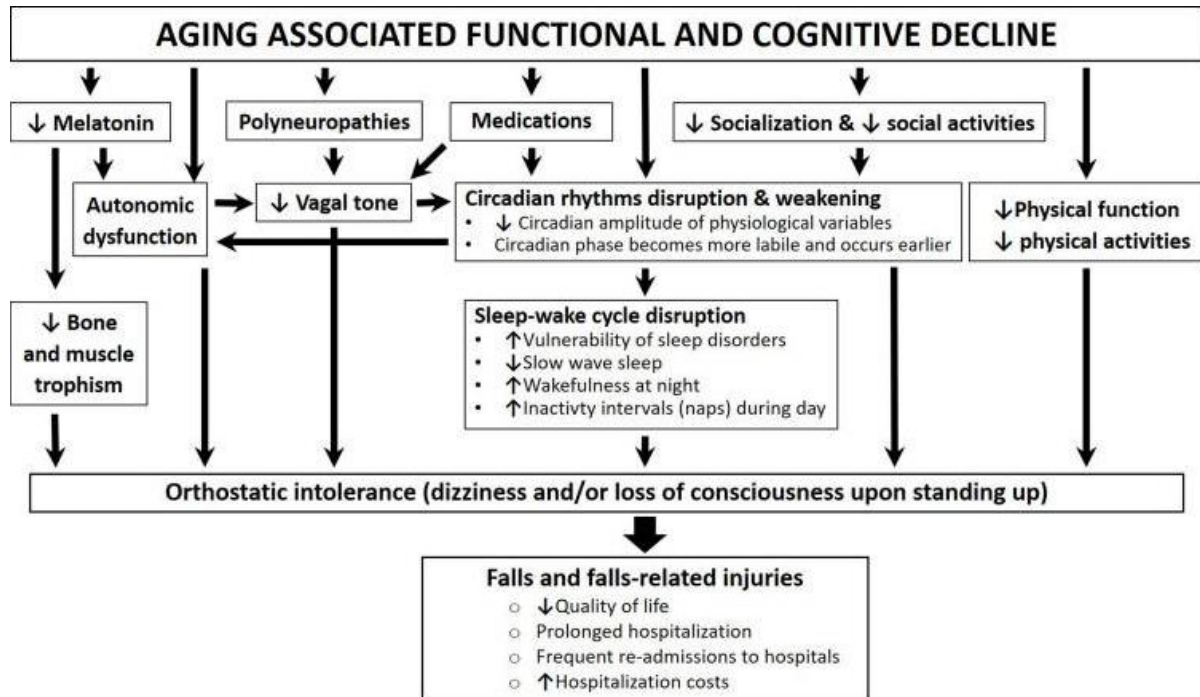 AGING ASSOCIATED FUNCTIONAL AND COGNITIVE DECLINE
↓ Melatonin
Polyneuropathies
Medications
↓ Socialization & ↓ social activities
Autonomic
dysfunction
↓ Vagal tone
Circadian rhythms disruption & weakening
• ↓ Circadian amplitude of physiological variables
• Circadian phase becomes more labile and occurs earlier
↓Physical function
↓ physical activities
↓ Bone
and muscle
trophism
Sleep-wake cycle disruption
• ↑Vulnerability of sleep disorders
• ↓Slow wave sleep
• ↑Wakefulness at night
• ↑Inactivty intervals (naps) during day
Orthostatic intolerance (dizziness and/or loss of consciousness upon standing up)
Falls and falls-related injuries
○ ↓Quality of life
○ Prolonged hospitalization
○ Frequent re-admissions to hospitals
○ ↑Hospitalization costs